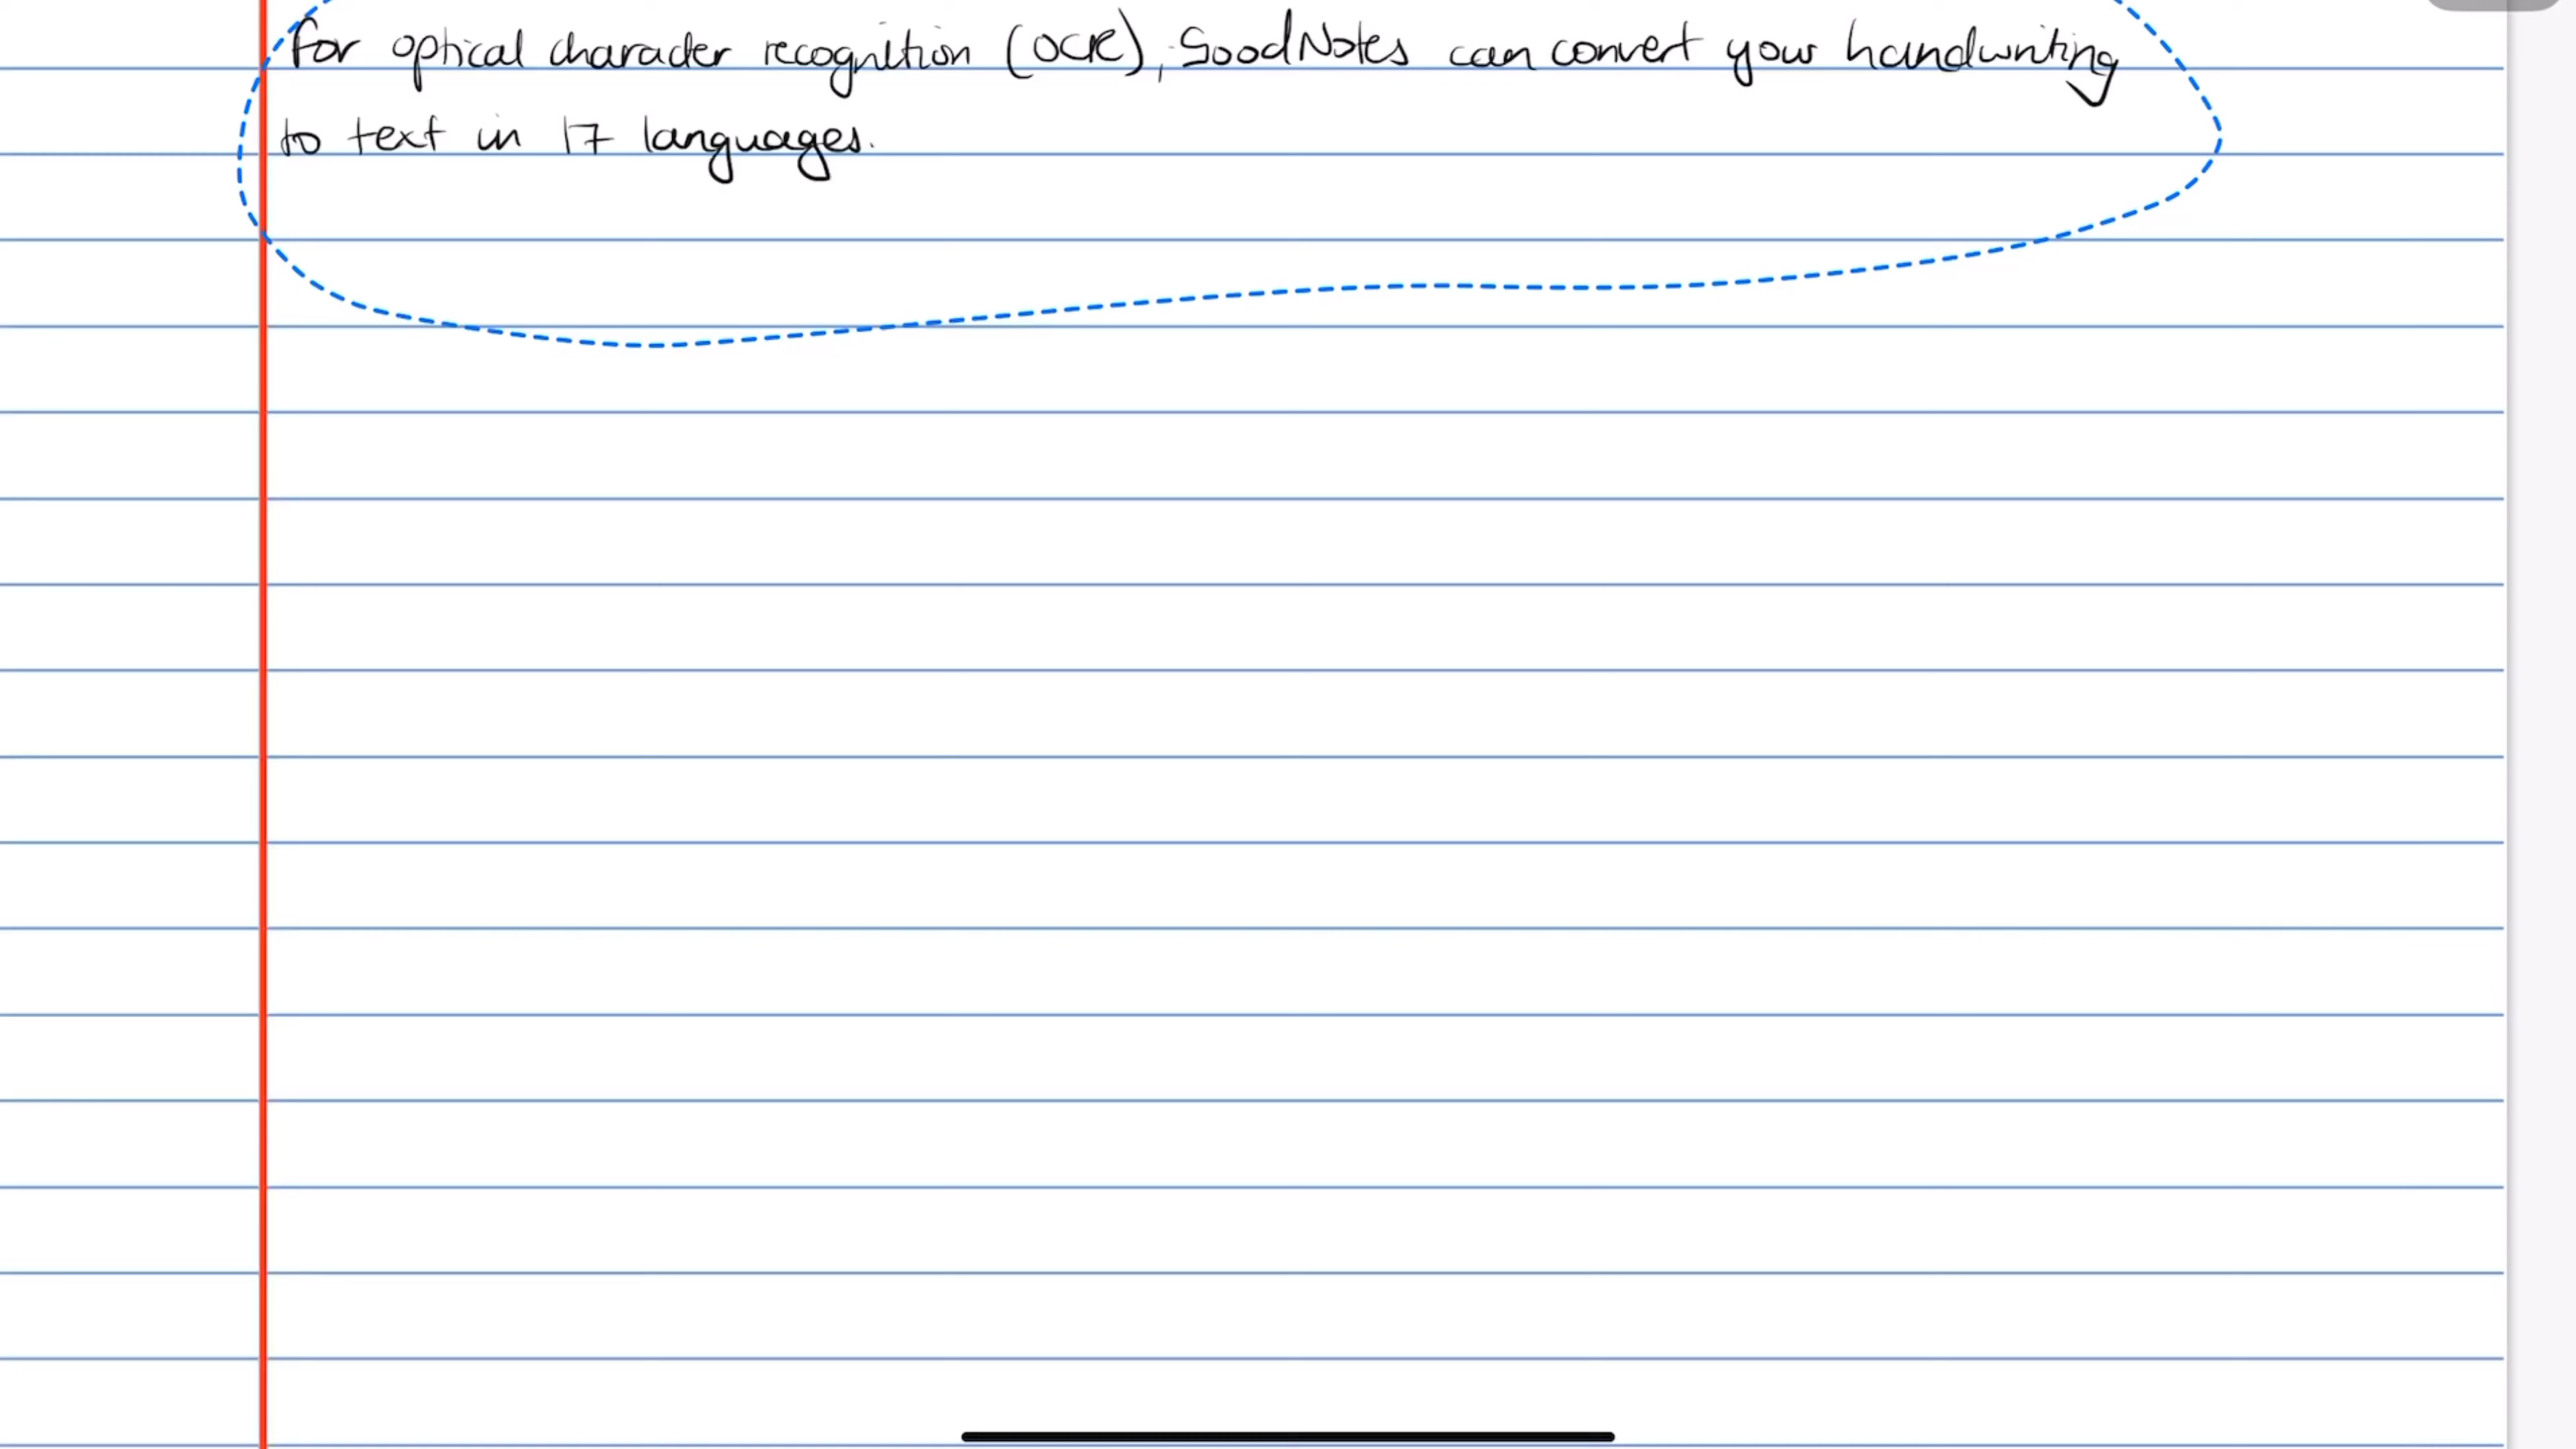 For optical character recognition (OCR), GoodNotes can convert your handwriting
to text in 17 languages.